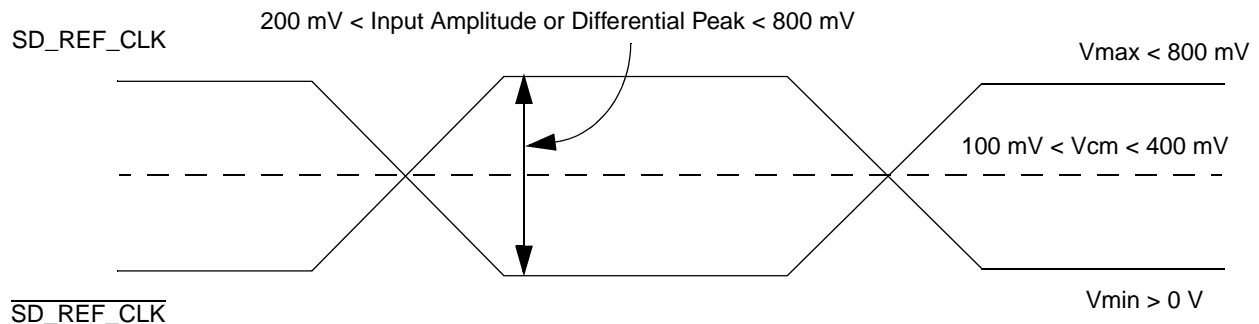 200 mV < Input Amplitude or Differential Peak < 800 mV
SD_REF_CLK
Vmax < 800 mV
100 mV < Vcm < 400 mV
SD_REF_CLK
Vmin > 0 V